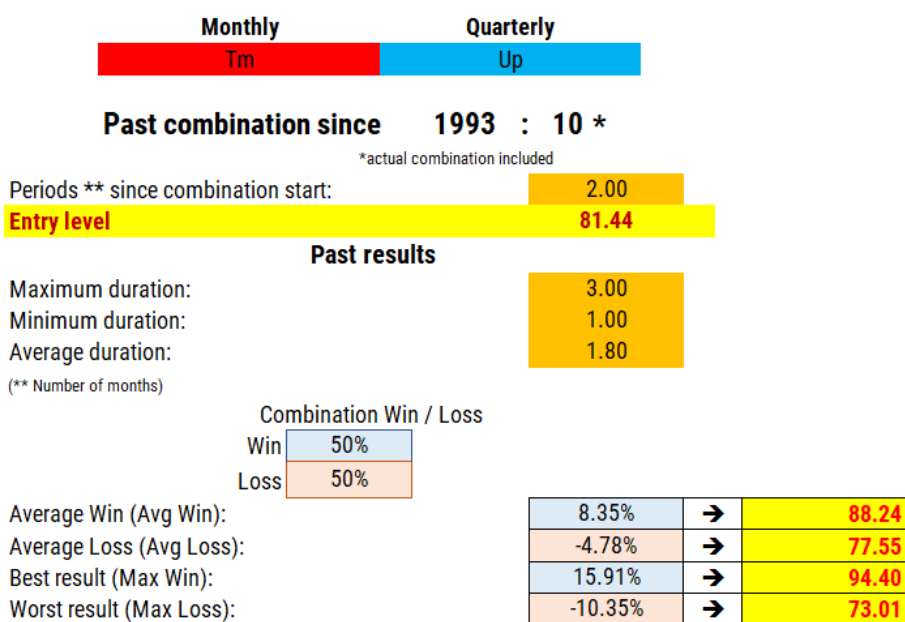 Monthly Quarterly
Tm Up
Past combination since 1993 : 10 *
*actual combination included
Periods ** since combination start: 2.00
Entry level 81.44
Past results
Maximum duration: 3.00
Minimum duration: 1.00
Average duration: 1.80
(** Number of months)
Combination Win / Loss
Win 50%
Loss 50%
Average Win (Avg Win): 8.35% ➔ 88.24
Average Loss (Avg Loss): -4.78% ➔ 77.55
Best result (Max Win): 15.91% ➔ 94.40
Worst result (Max Loss): -10.35% ➔ 73.01